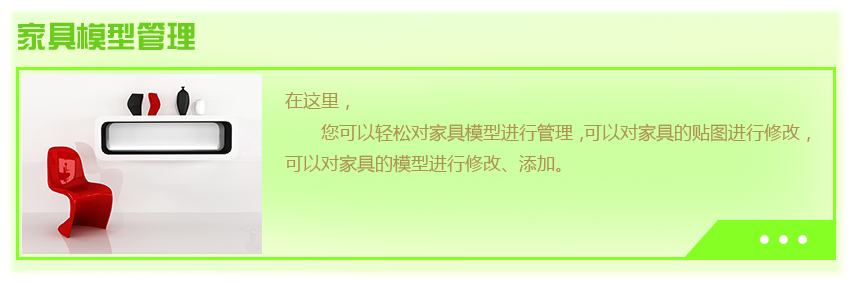 家具模型管理
在这里，
您可以轻松对家具模型进行管理，可以对家具的贴图进行修改，
可以对家具的模型进行修改、添加。